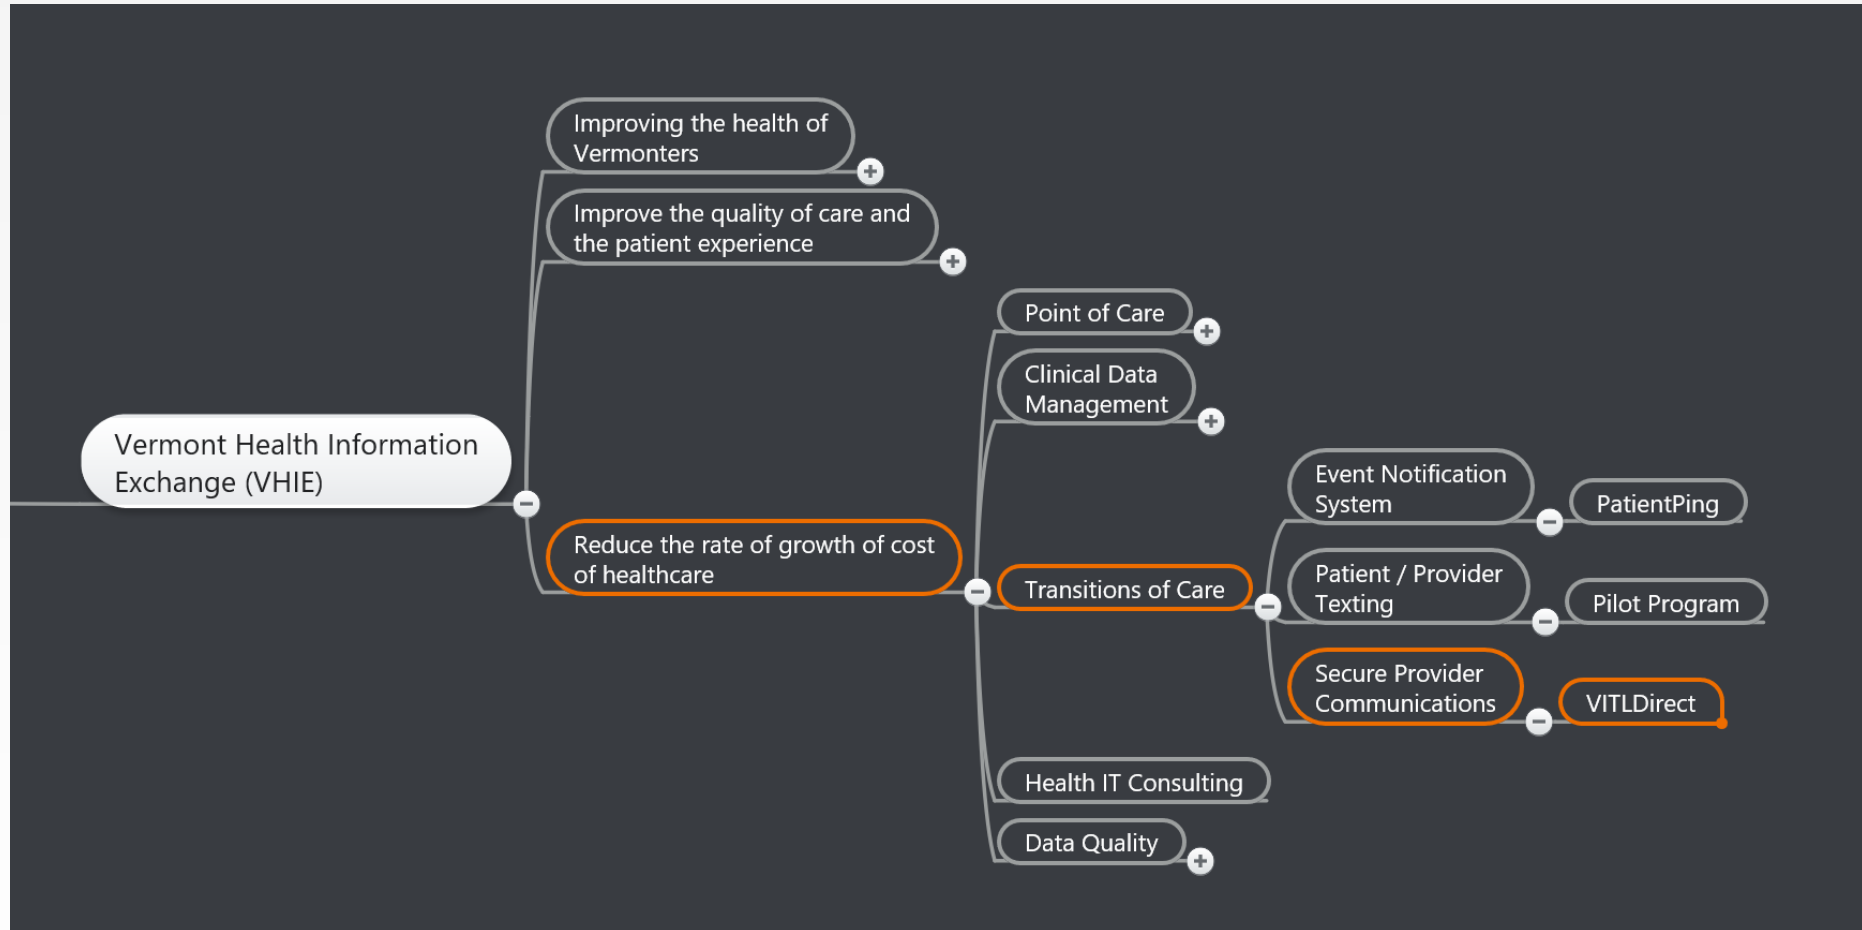 Improving the health of
Vermonters
Improve the quality of care and
the patient experience
Point of Care
Clinical Data
Management
Vermont Health Information
Exchange (VHIE)
Event Notification
System
PatientPing
Reduce the rate of growth of cost
of healthcare
Transitions of Care
Patient / Provider
Texting
Pilot Program
Secure Provider
Communications
VITLDirect
Health IT Consulting
Data Quality